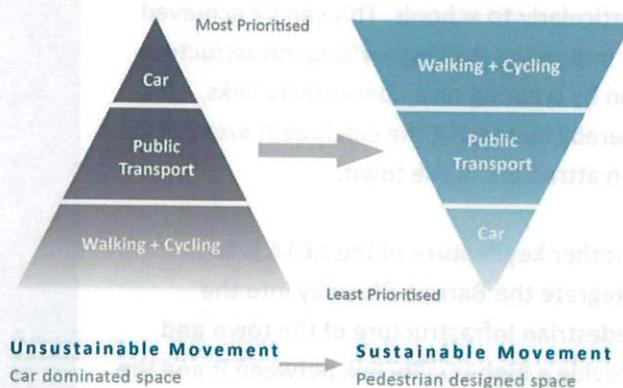 Most Prioritised
Car
Public
Transport
Walking + Cycling
Walking + Cycling
Public
Transport
Car
Least Prioritised
Unsustainable Movement
Car dominated space
Sustainable Movement
Pedestrian designed space